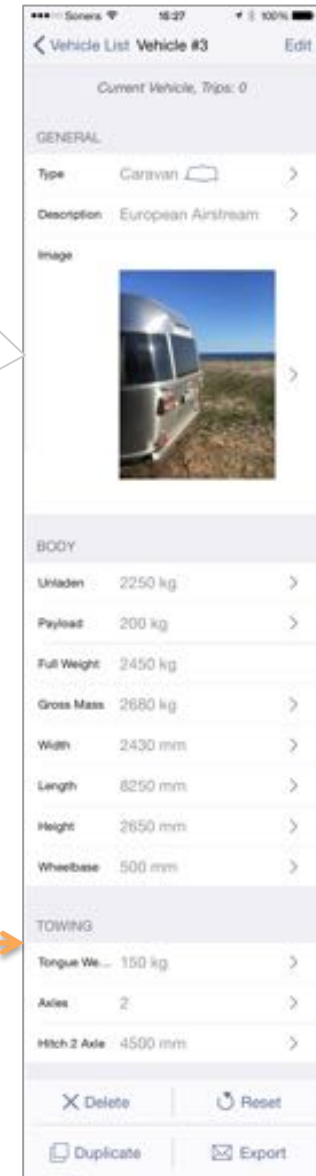 Sonera 15:27 100%
Vehicle List Vehicle #3 Edit
Current Vehicle, Trips: 0
GENERAL
Type Caravan
Description European Airstream
Image
BODY
Unladen 2250 kg
Payload 200 kg
Full Weight 2450 kg
Gross Mass 2680 kg
Width 2430 mm
Length 8250 mm
Height 2650 mm
Wheelbase 500 mm
TOWING
Tongue We... 150 kg
Axles 2
Hitch 2 Axle 4500 mm
Delete Reset
Duplicate Export